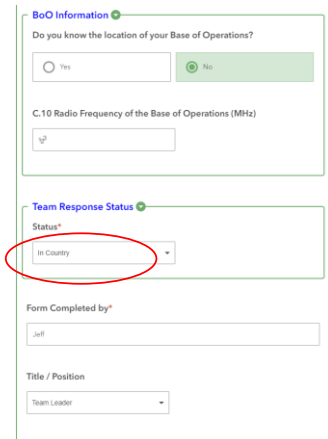 BoO Information
Do you know the location of your Base of Operations?
Yes
No
C.10 Radio Frequency of the Base of Operations (MHz)
Team Response Status
Status*
In Country
Form Completed by*
Jeff
Title / Position
Team Leader